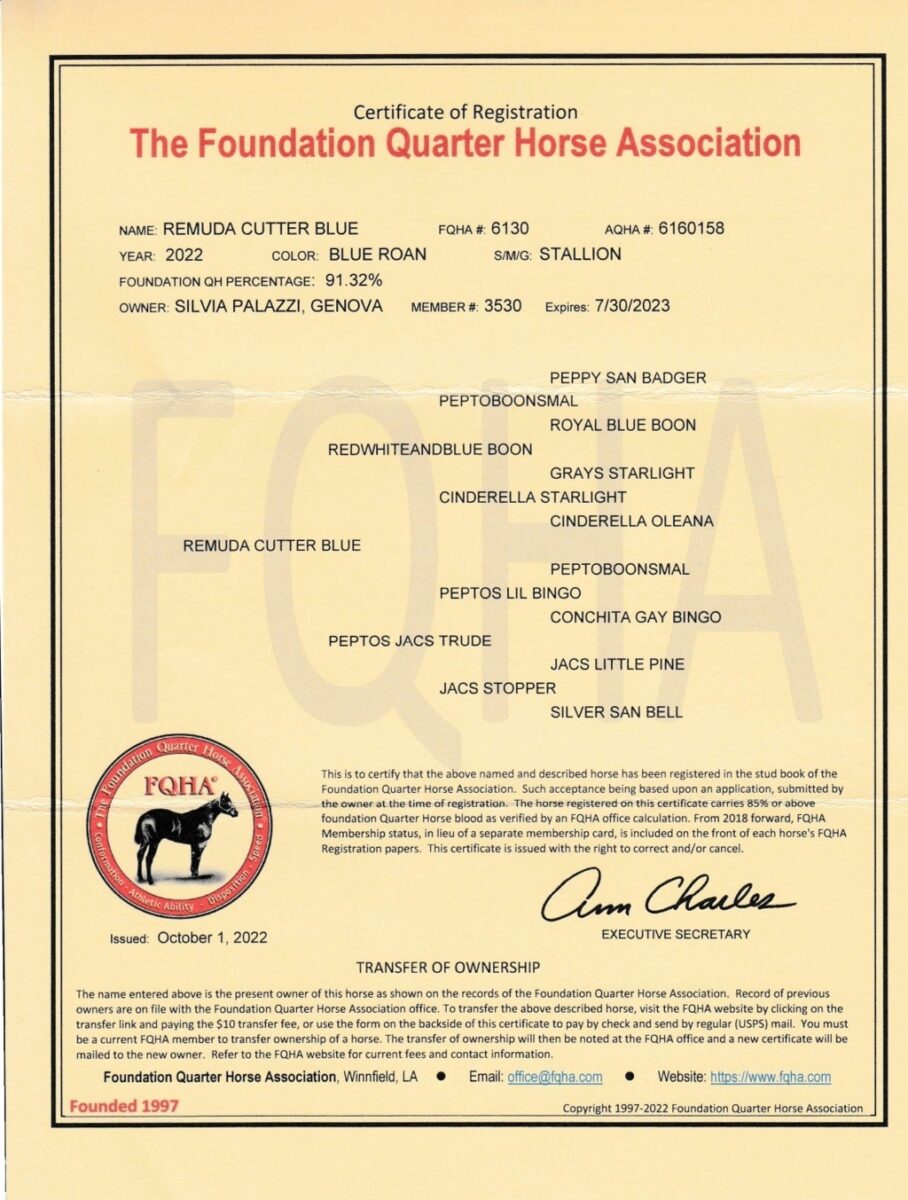 Certificate of Registration
The Foundation Quarter Horse Association
NAME: REMUDA CUTTER BLUE FQHA #: 6130 AQHA #: 6160158
YEAR: 2022 COLOR: BLUE ROAN S/M/G: STALLION
FOUNDATION QH PERCENTAGE: 91.32%
OWNER: SILVIA PALAZZI, GENOVA MEMBER #: 3530 Expires: 7/30/2023
FQHA
PEPPY SAN BADGER
PEPTOBOONSMAL
ROYAL BLUE BOON
REDWHITEANDBLUE BOON
GRAYS STARLIGHT
CINDERELLA STARLIGHT
CINDERELLA OLEANA
REMUDA CUTTER BLUE
PEPTOBOONSMAL
PEPTOS LIL BINGO
CONCHITA GAY BINGO
PEPTOS JACS TRUDE
JACS LITTLE PINE
JACS STOPPER
SILVER SAN BELL
The Foundation Quarter Horse Association
FQHA®
Conformation - Athletic Ability - Disposition - Speed
This is to certify that the above named and described horse has been registered in the stud book of the
Foundation Quarter Horse Association. Such acceptance being based upon an application, submitted by
the owner at the time of registration. The horse registered on this certificate carries 85% or above
foundation Quarter Horse blood as verified by an FQHA office calculation. From 2018 forward, FQHA
Membership status, in lieu of a separate membership card, is included on the front of each horse's FQHA
Registration papers. This certificate is issued with the right to correct and/or cancel.
Ann Charles
EXECUTIVE SECRETARY
Issued: October 1, 2022
TRANSFER OF OWNERSHIP
The name entered above is the present owner of this horse as shown on the records of the Foundation Quarter Horse Association. Record of previous
owners are on file with the Foundation Quarter Horse Association office. To transfer the above described horse, visit the FQHA website by clicking on the
transfer link and paying the $10 transfer fee, or use the form on the backside of this certificate to pay by check and send by regular (USPS) mail. You must
be a current FQHA member to transfer ownership of a horse. The transfer of ownership will then be noted at the FQHA office and a new certificate will be
mailed to the new owner. Refer to the FQHA website for current fees and contact information.
Foundation Quarter Horse Association, Winnfield, LA ● Email: office@fqha.com ● Website: https://www.fqha.com
Founded 1997
Copyright 1997-2022 Foundation Quarter Horse Association